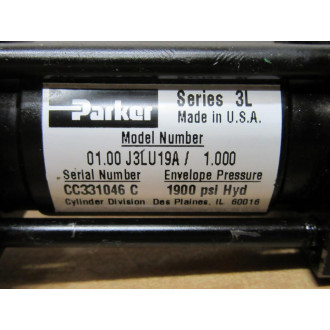 Parker
Series 3L
Made in U.S.A.
Model Number
01.00 J3LU19A / 1.000
Serial Number Envelope Pressure
CC331046 C 1900 psi Hyd
Cylinder Division Des Plaines, IL 60016